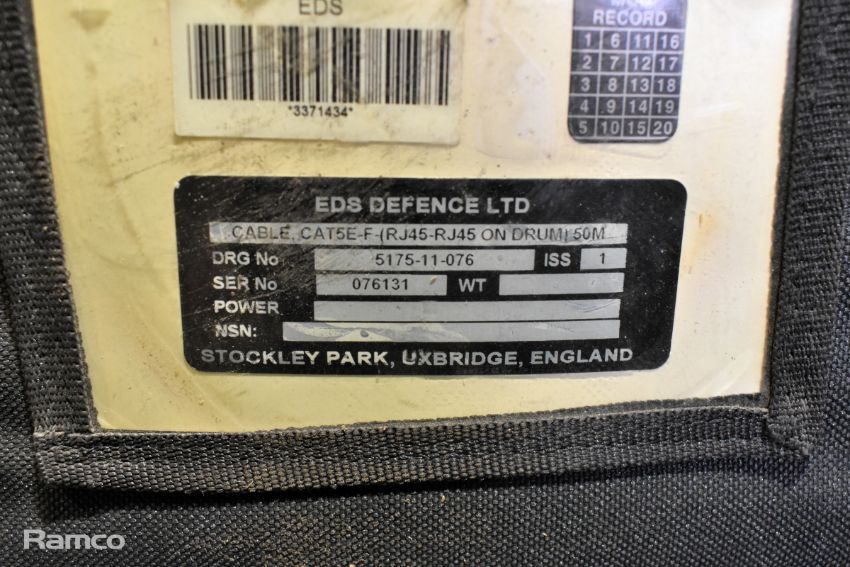 EDS
*3371434*
RECORD
1 6 11 16
2 7 12 17
3 8 13 18
4 9 14 19
5 10 15 20
EDS DEFENCE LTD
CABLE, CAT5E-F-(RJ45-RJ45 ON DRUM) 50M
DRG No 5175-11-076 ISS 1
SER No 076131 WT
POWER
NSN:
STOCKLEY PARK, UXBRIDGE, ENGLAND
Ramco